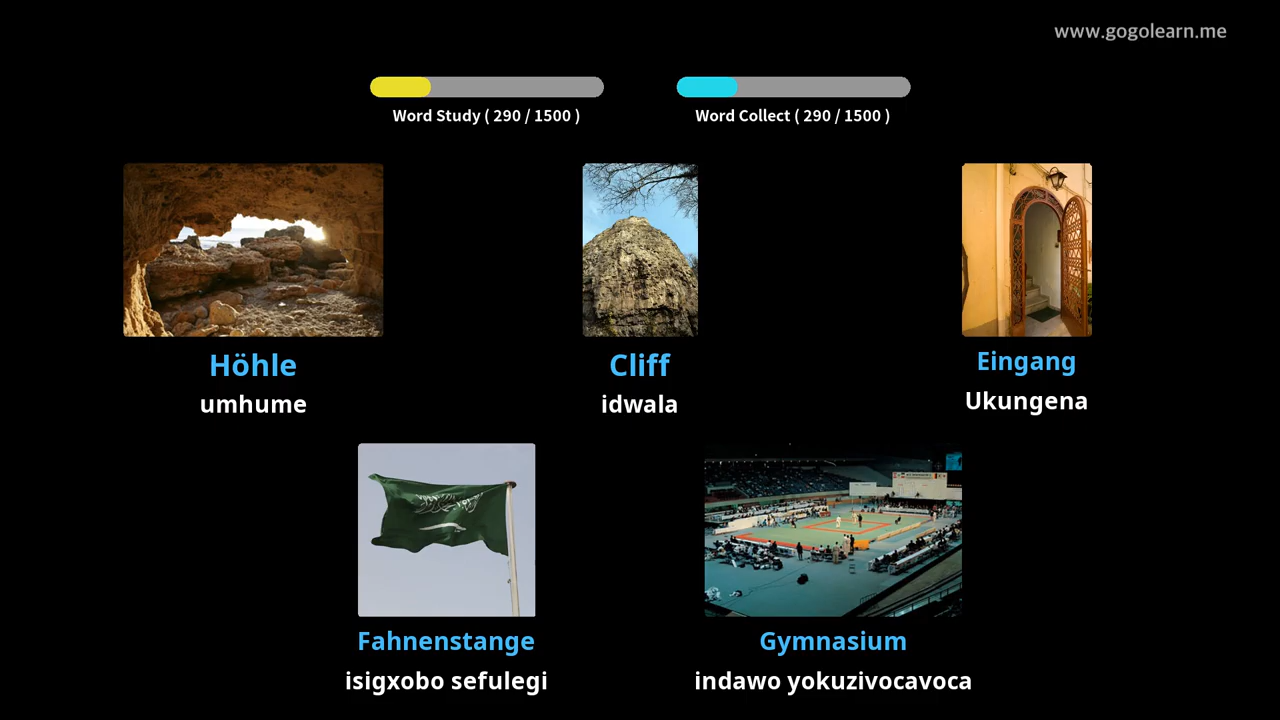 www.gogolearn.me
Word Study ( 290 / 1500 )
Word Collect ( 290 / 1500 )
Höhle
umhume
Cliff
idwala
Eingang
Ukungena
Fahnenstange
isigxobo sefulegi
Gymnasium
indawo yokuzivocavoca